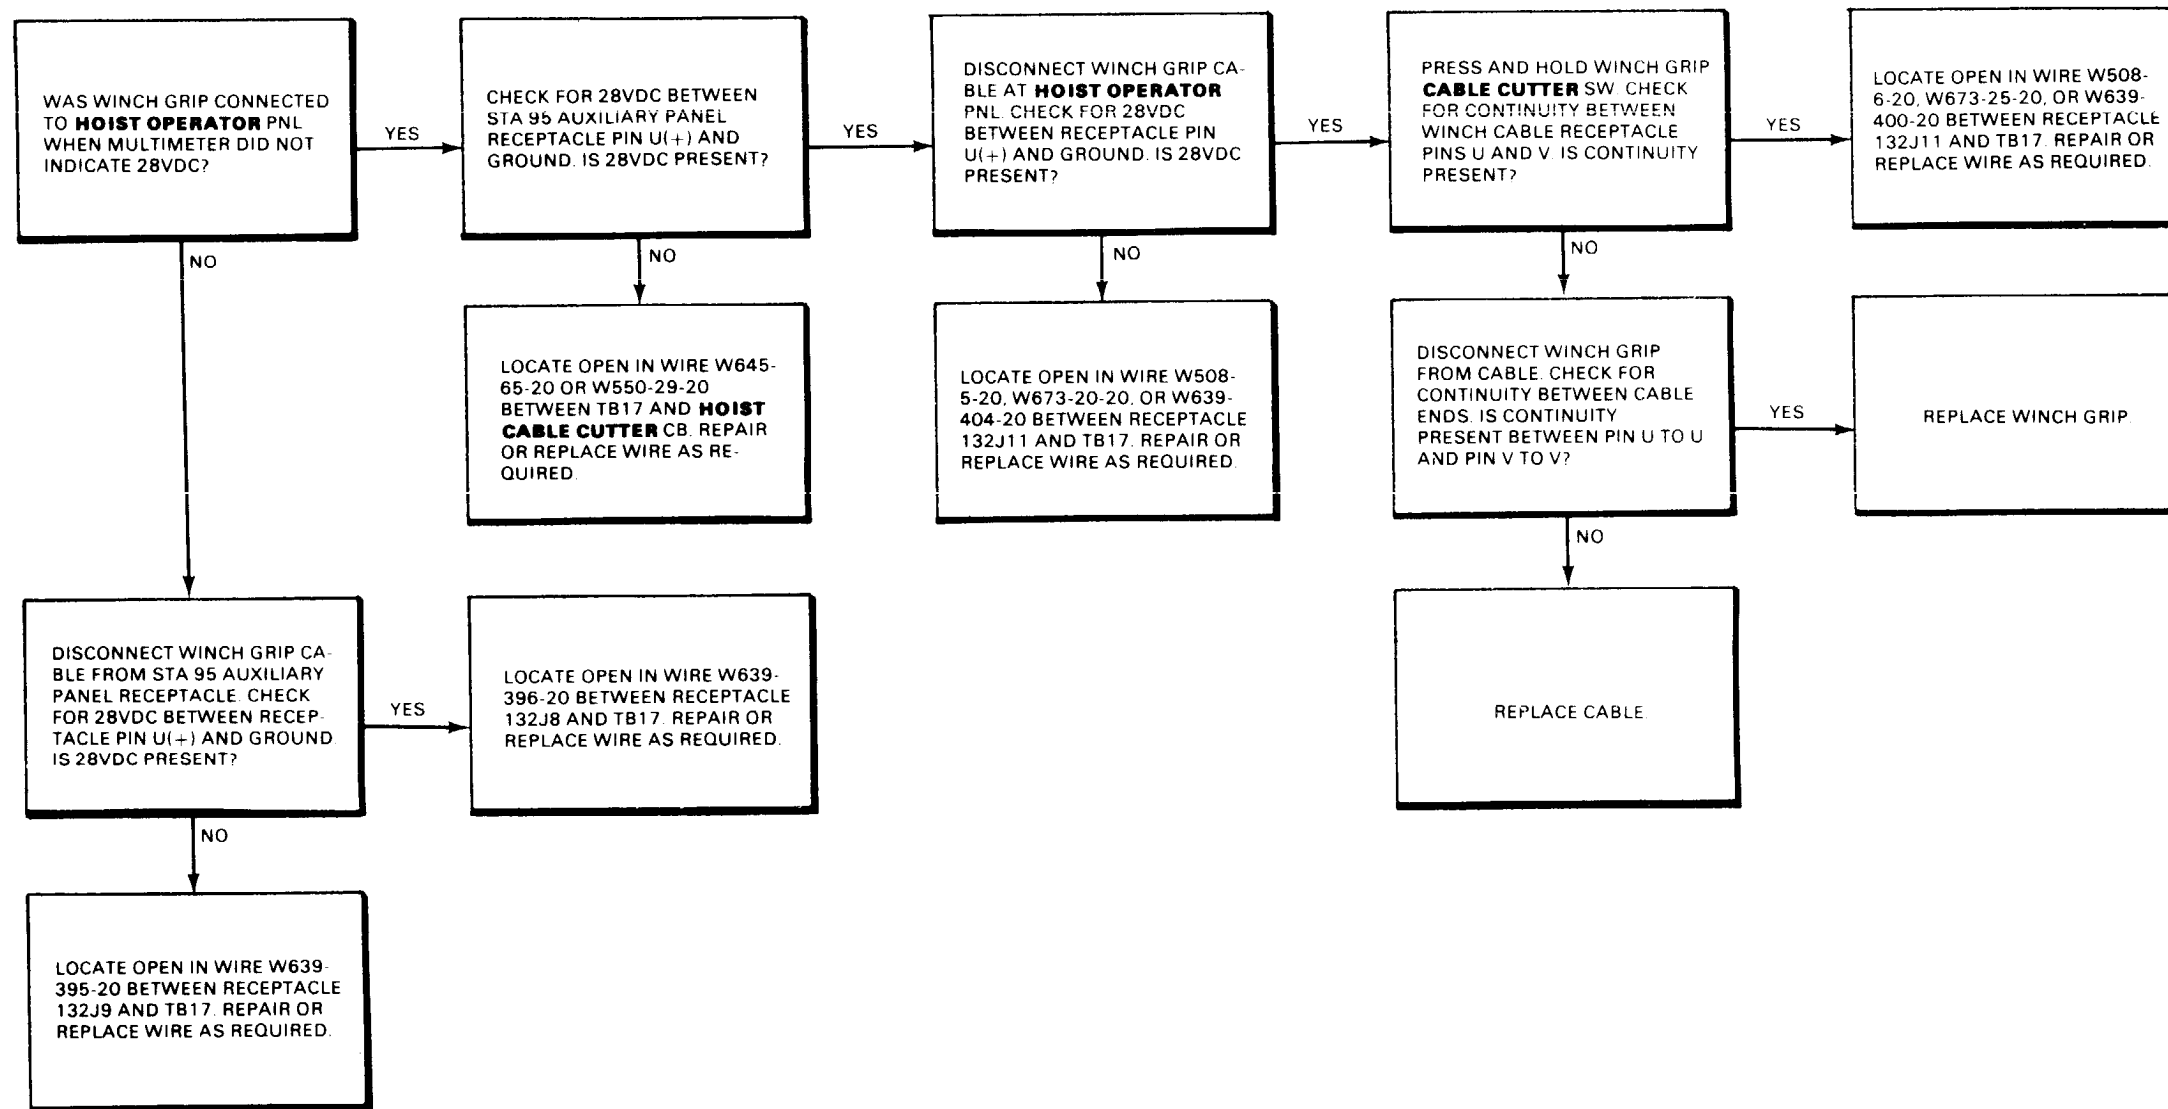 WAS WINCH GRIP CONNECTED
TO HOIST OPERATOR PNL
WHEN MULTIMETER DID NOT
INDICATE 28VDC?
YES
CHECK FOR 28VDC BETWEEN
STA 95 AUXILIARY PANEL
RECEPTACLE PIN U(+) AND
GROUND. IS 28VDC PRESENT?
YES
DISCONNECT WINCH GRIP CA-
BLE AT HOIST OPERATOR
PNL. CHECK FOR 28VDC
BETWEEN RECEPTACLE PIN
U(+) AND GROUND. IS 28VDC
PRESENT?
YES
PRESS AND HOLD WINCH GRIP
CABLE CUTTER SW. CHECK
FOR CONTINUITY BETWEEN
WINCH CABLE RECEPTACLE
PINS U AND V. IS CONTINUITY
PRESENT?
YES
LOCATE OPEN IN WIRE W508-
6-20, W673-25-20, OR W639-
400-20 BETWEEN RECEPTACLE
132J11 AND TB17. REPAIR OR
REPLACE WIRE AS REQUIRED.
NO
NO
NO
NO
LOCATE OPEN IN WIRE W645-
65-20 OR W550-29-20
BETWEEN TB17 AND HOIST
CABLE CUTTER CB. REPAIR
OR REPLACE WIRE AS RE-
QUIRED.
LOCATE OPEN IN WIRE W508-
5-20, W673-20-20, OR W639-
404-20 BETWEEN RECEPTACLE
132J11 AND TB17. REPAIR OR
REPLACE WIRE AS REQUIRED.
DISCONNECT WINCH GRIP
FROM CABLE. CHECK FOR
CONTINUITY BETWEEN CABLE
ENDS. IS CONTINUITY
PRESENT BETWEEN PIN U TO U
AND PIN V TO V?
YES
REPLACE WINCH GRIP.
NO
DISCONNECT WINCH GRIP CA-
BLE FROM STA 95 AUXILIARY
PANEL RECEPTACLE. CHECK
FOR 28VDC BETWEEN RECEP-
TACLE PIN U(+) AND GROUND.
IS 28VDC PRESENT?
YES
LOCATE OPEN IN WIRE W639-
396-20 BETWEEN RECEPTACLE
132J8 AND TB17. REPAIR OR
REPLACE WIRE AS REQUIRED.
REPLACE CABLE.
NO
LOCATE OPEN IN WIRE W639-
395-20 BETWEEN RECEPTACLE
132J9 AND TB17. REPAIR OR
REPLACE WIRE AS REQUIRED.